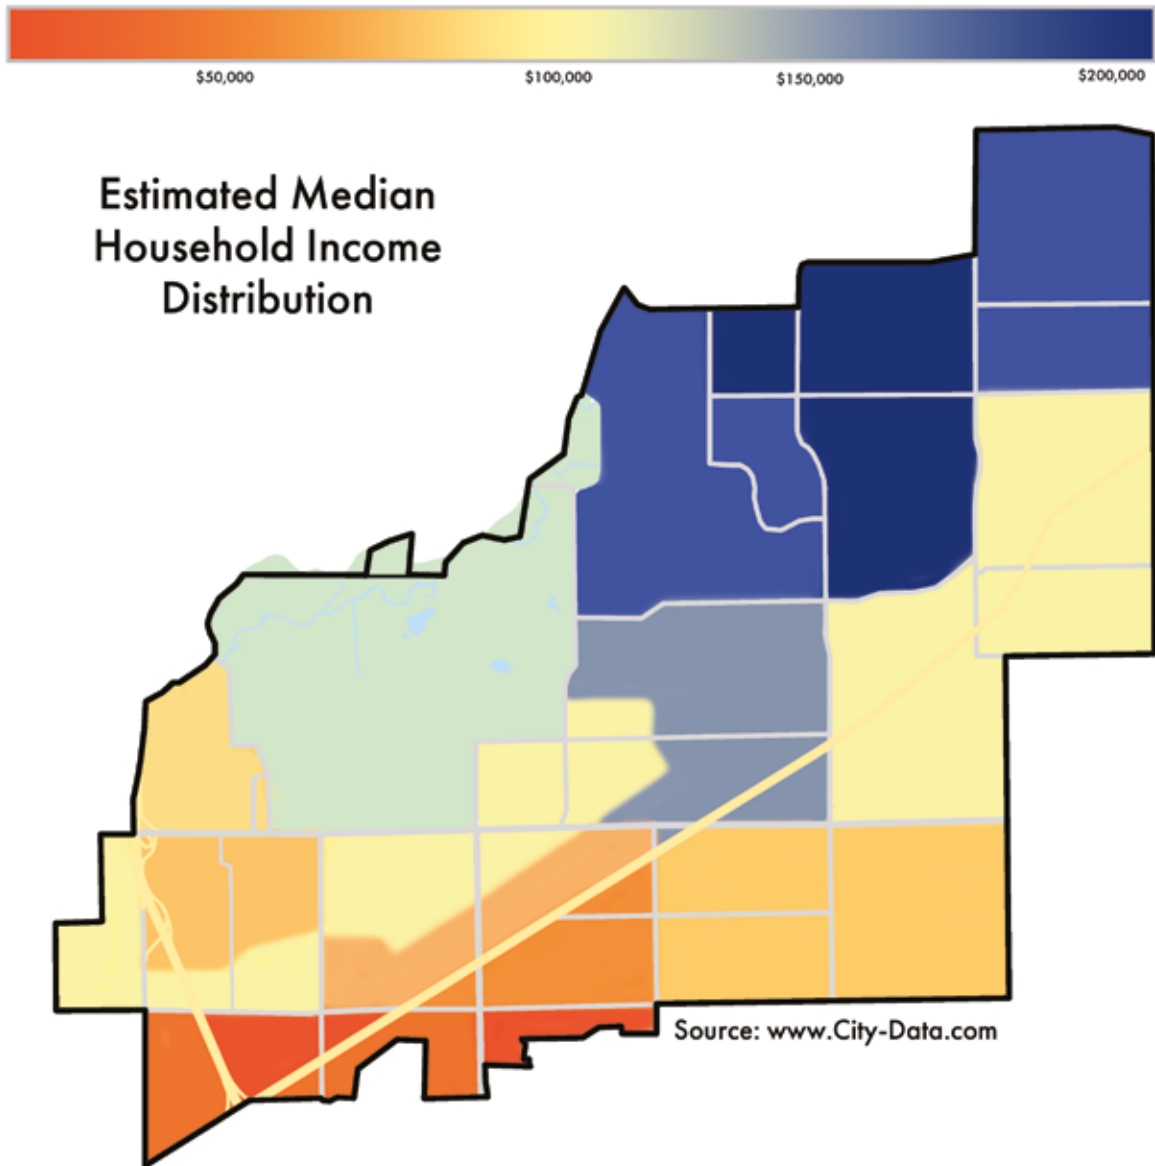 $50,000 $100,000 $150,000 $200,000
Estimated Median
Household Income
Distribution
Source: www.City-Data.com